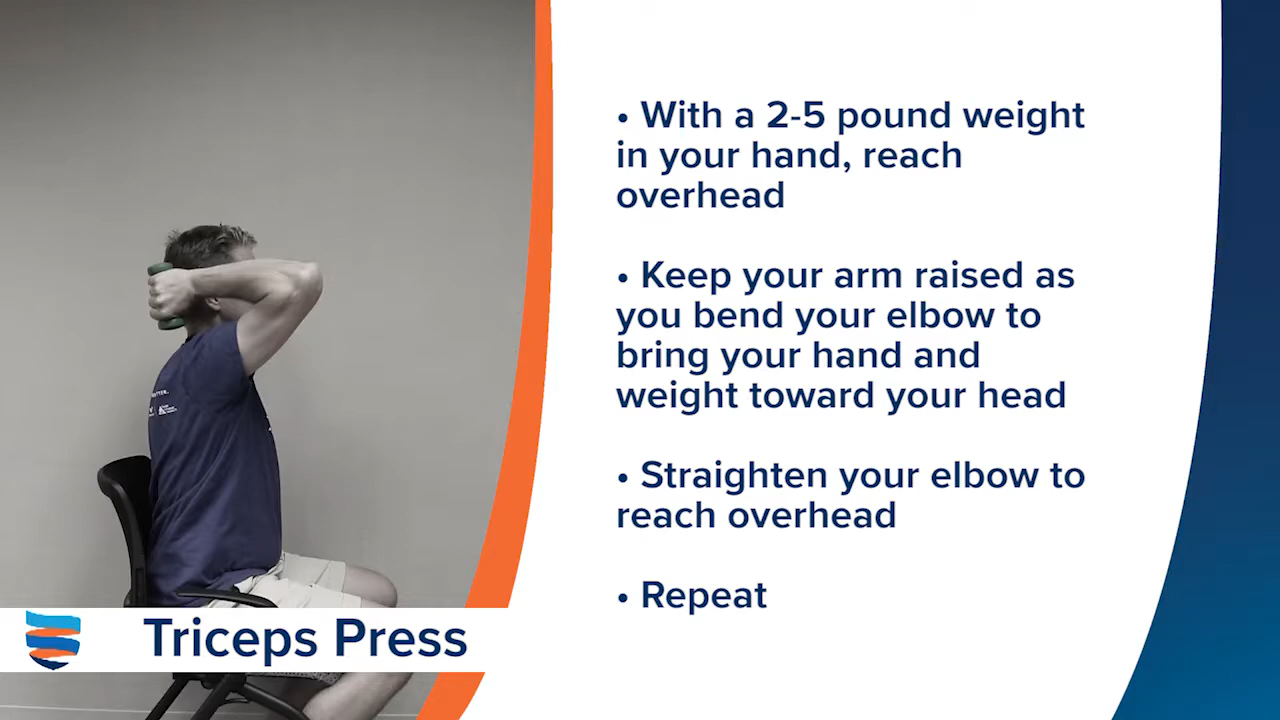 • With a 2-5 pound weight
in your hand, reach
overhead
• Keep your arm raised as
you bend your elbow to
bring your hand and
weight toward your head
• Straighten your elbow to
reach overhead
• Repeat
Triceps Press